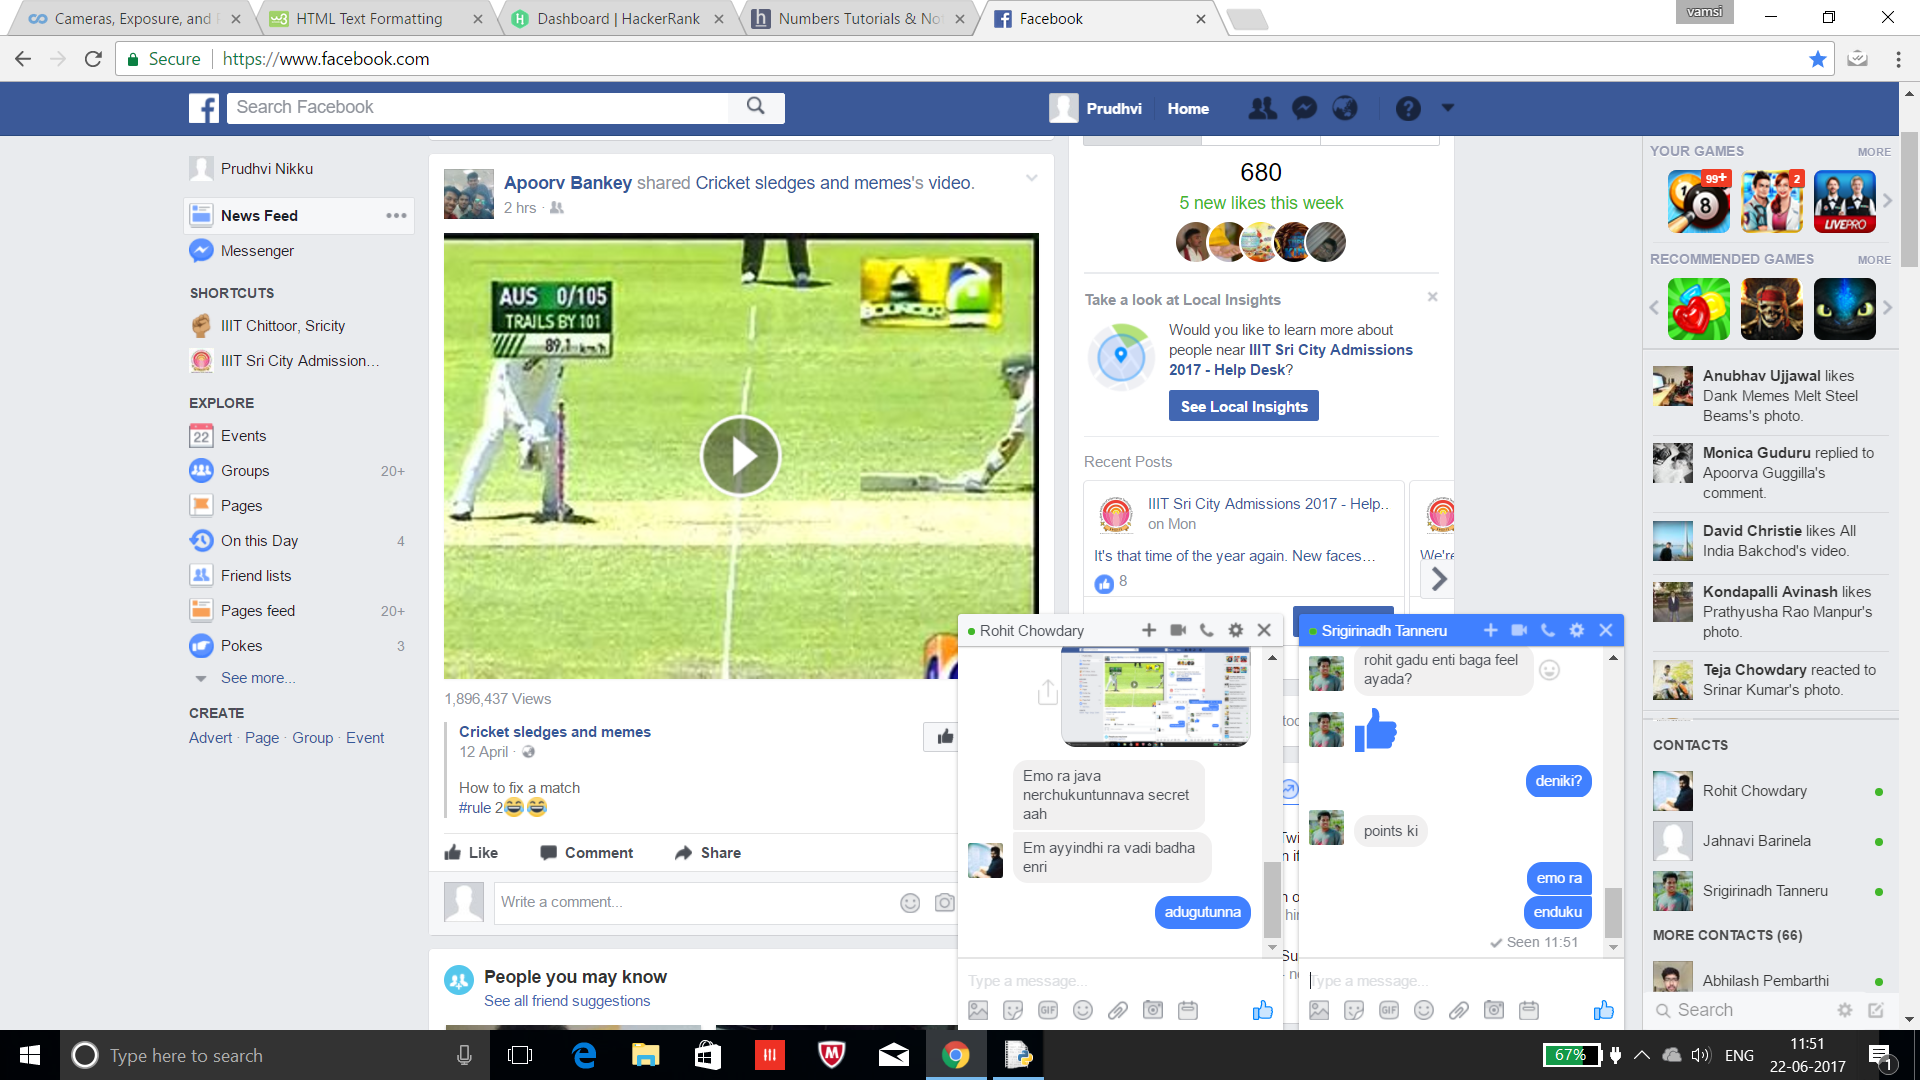 Cameras, Exposure, and
HTML Text Formatting
Dashboard | HackerRank
Numbers Tutorials & No
Facebook
vamsi
Secure
https://www.facebook.com
Search Facebook
Prudhvi
Home
Prudhvi Nikku
News Feed
Messenger
SHORTCUTS
IIIT Chittoor, Sricity
IIIT Sri City Admission...
EXPLORE
22
Events
Groups 20+
Pages
On this Day 4
Friend lists
Pages feed 20+
Pokes 3
See more...
CREATE
Advert · Page · Group · Event
Apoorv Bankey shared Cricket sledges and memes's video.
2 hrs ·
AUS 0/105
TRAILS BY 101
89.1 km/h
BOUNCER
1,896,437 Views
Cricket sledges and memes
12 April ·
How to fix a match
#rule 2😂😂
Like Comment Share
Write a comment...
People you may know
See all friend suggestions
680
5 new likes this week
Take a look at Local Insights
Would you like to learn more about
people near IIIT Sri City Admissions
2017 - Help Desk?
See Local Insights
Recent Posts
IIIT Sri City Admissions 2017 - Help..
on Mon
It's that time of the year again. New faces...
8
We're
Rohit Chowdary
Emo ra java
nerchukuntunnava secret
aah
Em ayyindhi ra vadi badha
enri
adugutunna
Type a message...
GIF
Srigirinadh Tanneru
rohit gadu enti baga feel
ayada?
deniki?
points ki
emo ra
enduku
Seen 11:51
Type a message...
GIF
YOUR GAMES MORE
99+
8
2
LIVEPRO
RECOMMENDED GAMES MORE
Anubhav Ujjawal likes
Dank Memes Melt Steel
Beams's photo.
Monica Guduru replied to
Apoorva Guggilla's
comment.
David Christie likes All
India Bakchod's video.
Kondapalli Avinash likes
Prathyusha Rao Manpur's
photo.
Teja Chowdary reacted to
Srinar Kumar's photo.
CONTACTS
Rohit Chowdary
Jahnavi Barinela
Srigirinadh Tanneru
MORE CONTACTS (66)
Abhilash Pembarthi
Search
Type here to search
67%
ENG
11:51
22-06-2017
1